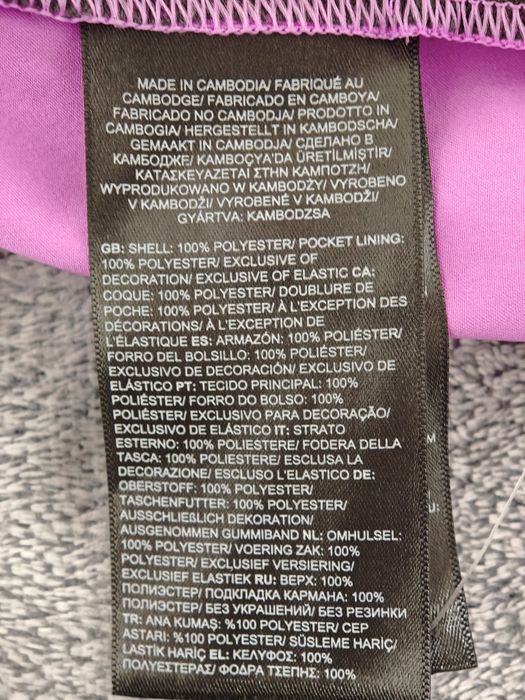 MADE IN CAMBODIA/ FABRIQUÉ AU
CAMBODGE/ FABRICADO EN CAMBOYA/
FABRICADO NO CAMBODJA/ PRODOTTO IN
CAMBOGIA/ HERGESTELLT IN KAMBODSCHA/
GEMAAKT IN CAMBODJA/ СДЕЛАНО В
КАМБОДЖЕ/ KAMBOÇYA'DA ÜRETİLMİŞTİR/
ΚΑΤΑΣΚΕΥΑΖΕΤΑΙ ΣΤΗΝ ΚΑΜΠΟΤΖΗ/
WYPRODUKOWANO W KAMBODŻY/ VYROBENO
V KAMBODŽI/ VYROBENÉ V KAMBODŽI/
GYÁRTVA: KAMBODZSA
GB: SHELL: 100% POLYESTER/ POCKET LINING:
100% POLYESTER/ EXCLUSIVE OF
DECORATION/ EXCLUSIVE OF ELASTIC CA:
COQUE: 100% POLYESTER/ DOUBLURE DE
POCHE: 100% POLYESTER/ À L'EXCEPTION DES
DÉCORATIONS/ À L'EXCEPTION DE
L'ÉLASTIQUE ES: ARMAZÓN: 100% POLIÉSTER/
FORRO DEL BOLSILLO: 100% POLIÉSTER/
EXCLUSIVO DE DECORACIÓN/ EXCLUSIVO DE
ELÁSTICO PT: TECIDO PRINCIPAL: 100%
POLIÉSTER/ FORRO DO BOLSO: 100%
POLIÉSTER/ EXCLUSIVO PARA DECORAÇÃO/
EXCLUSIVO DE ELÁSTICO IT: STRATO
ESTERNO: 100% POLIESTERE/ FODERA DELLA
TASCA: 100% POLIESTERE/ ESCLUSA LA
DECORAZIONE/ ESCLUSO L'ELASTICO DE:
OBERSTOFF: 100% POLYESTER/
TASCHENFUTTER: 100% POLYESTER/
AUSSCHLIEßLICH DEKORATION/
AUSGENOMMEN GUMMIBAND NL: OMHULSEL:
100% POLYESTER/ VOERING ZAK: 100%
POLYESTER/ EXCLUSIEF VERSIERING/
EXCLUSIEF ELASTIEK RU: ВЕРХ: 100%
ПОЛИЭСТЕР/ ПОДКЛАДКА КАРМАНА: 100%
ПОЛИЭСТЕР/ БЕЗ УКРАШЕНИЙ/ БЕЗ РЕЗИНКИ
TR: ANA KUMAŞ: %100 POLYESTER/ CEP
ASTARI: %100 POLYESTER/ SÜSLEME HARİÇ/
LASTİK HARİÇ EL: ΚΕΛΥΦΟΣ: 100%
ΠΟΛΥΕΣΤΕΡΑΣ/ ΦΟΔΡΑ ΤΣΕΠΗΣ: 100%
M
U: